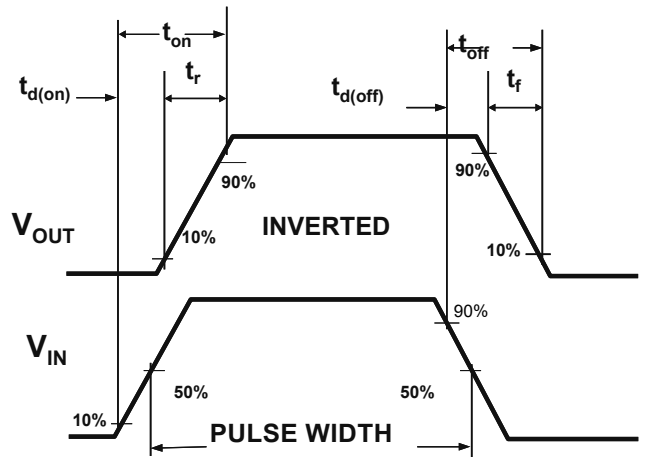 t_on t_off
t_d(on) t_r t_d(off) t_f
90% 90%
V_OUT 10% INVERTED 10%
90%
V_IN
50% 50%
10%
PULSE WIDTH